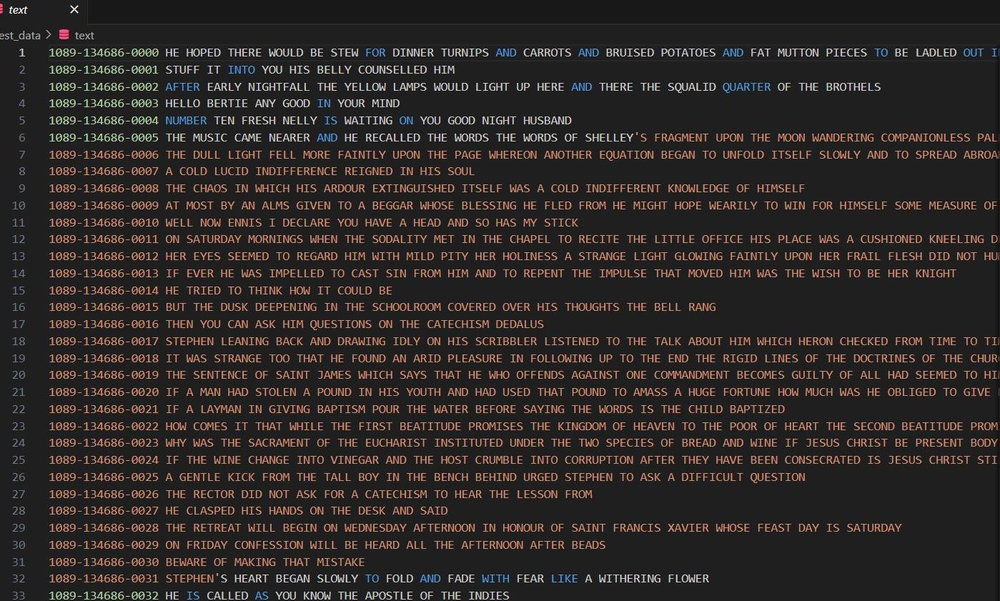 text ×
est_data > text
1 1089-134686-0000 HE HOPED THERE WOULD BE STEW FOR DINNER TURNIPS AND CARROTS AND BRUISED POTATOES AND FAT MUTTON PIECES TO BE LADLED OUT
2 1089-134686-0001 STUFF IT INTO YOU HIS BELLY COUNSELLED HIM
3 1089-134686-0002 AFTER EARLY NIGHTFALL THE YELLOW LAMPS WOULD LIGHT UP HERE AND THERE THE SQUALID QUARTER OF THE BROTHELS
4 1089-134686-0003 HELLO BERTIE ANY GOOD IN YOUR MIND
5 1089-134686-0004 NUMBER TEN FRESH NELLY IS WAITING ON YOU GOOD NIGHT HUSBAND
6 1089-134686-0005 THE MUSIC CAME NEARER AND HE RECALLED THE WORDS THE WORDS OF SHELLEY'S FRAGMENT UPON THE MOON WANDERING COMPANIONLESS PAL
7 1089-134686-0006 THE DULL LIGHT FELL MORE FAINTLY UPON THE PAGE WHEREON ANOTHER EQUATION BEGAN TO UNFOLD ITSELF SLOWLY AND TO SPREAD ABROA
8 1089-134686-0007 A COLD LUCID INDIFFERENCE REIGNED IN HIS SOUL
9 1089-134686-0008 THE CHAOS IN WHICH HIS ARDOUR EXTINGUISHED ITSELF WAS A COLD INDIFFERENT KNOWLEDGE OF HIMSELF
10 1089-134686-0009 AT MOST BY AN ALMS GIVEN TO A BEGGAR WHOSE BLESSING HE FLED FROM HE MIGHT HOPE WEARILY TO WIN FOR HIMSELF SOME MEASURE OF
11 1089-134686-0010 WELL NOW ENNIS I DECLARE YOU HAVE A HEAD AND SO HAS MY STICK
12 1089-134686-0011 ON SATURDAY MORNINGS WHEN THE SODALITY MET IN THE CHAPEL TO RECITE THE LITTLE OFFICE HIS PLACE WAS A CUSHIONED KNEELING
13 1089-134686-0012 HER EYES SEEMED TO REGARD HIM WITH MILD PITY HER HOLINESS A STRANGE LIGHT GLOWING FAINTLY UPON HER FRAIL FLESH DID NOT
14 1089-134686-0013 IF EVER HE WAS IMPELLED TO CAST SIN FROM HIM AND TO REPENT THE IMPULSE THAT MOVED HIM WAS THE WISH TO BE HER KNIGHT
15 1089-134686-0014 HE TRIED TO THINK HOW IT COULD BE
16 1089-134686-0015 BUT THE DUSK DEEPENING IN THE SCHOOLROOM COVERED OVER HIS THOUGHTS THE BELL RANG
17 1089-134686-0016 THEN YOU CAN ASK HIM QUESTIONS ON THE CATECHISM DEDALUS
18 1089-134686-0017 STEPHEN LEANING BACK AND DRAWING IDLY ON HIS SCRIBBLER LISTENED TO THE TALK ABOUT HIM WHICH HERON CHECKED FROM TIME TO
19 1089-134686-0018 IT WAS STRANGE TOO THAT HE FOUND AN ARID PLEASURE IN FOLLOWING UP TO THE END THE RIGID LINES OF THE DOCTRINES OF THE
20 1089-134686-0019 THE SENTENCE OF SAINT JAMES WHICH SAYS THAT HE WHO OFFENDS AGAINST ONE COMMANDMENT BECOMES GUILTY OF ALL HAD SEEMED TO
21 1089-134686-0020 IF A MAN HAD STOLEN A POUND IN HIS YOUTH AND HAD USED THAT POUND TO AMASS A HUGE FORTUNE HOW MUCH WAS HE OBLIGED TO GIVE
22 1089-134686-0021 IF A LAYMAN IN GIVING BAPTISM POUR THE WATER BEFORE SAYING THE WORDS IS THE CHILD BAPTIZED
23 1089-134686-0022 HOW COMES IT THAT WHILE THE FIRST BEATITUDE PROMISES THE KINGDOM OF HEAVEN TO THE POOR OF HEART THE SECOND BEATITUDE PROM
24 1089-134686-0023 WHY WAS THE SACRAMENT OF THE EUCHARIST INSTITUTED UNDER THE TWO SPECIES OF BREAD AND WINE IF JESUS CHRIST BE PRESENT BODY
25 1089-134686-0024 IF THE WINE CHANGE INTO VINEGAR AND THE HOST CRUMBLE INTO CORRUPTION AFTER THEY HAVE BEEN CONSECRATED IS JESUS CHRIST STI
26 1089-134686-0025 A GENTLE KICK FROM THE TALL BOY IN THE BENCH BEHIND URGED STEPHEN TO ASK A DIFFICULT QUESTION
27 1089-134686-0026 THE RECTOR DID NOT ASK FOR A CATECHISM TO HEAR THE LESSON FROM
28 1089-134686-0027 HE CLASPED HIS HANDS ON THE DESK AND SAID
29 1089-134686-0028 THE RETREAT WILL BEGIN ON WEDNESDAY AFTERNOON IN HONOUR OF SAINT FRANCIS XAVIER WHOSE FEAST DAY IS SATURDAY
30 1089-134686-0029 ON FRIDAY CONFESSION WILL BE HEARD ALL THE AFTERNOON AFTER BEADS
31 1089-134686-0030 BEWARE OF MAKING THAT MISTAKE
32 1089-134686-0031 STEPHEN'S HEART BEGAN SLOWLY TO FOLD AND FADE WITH FEAR LIKE A WITHERING FLOWER
33 1089-134686-0032 HE IS CALLED AS YOU KNOW THE APOSTLE OF THE INDIES